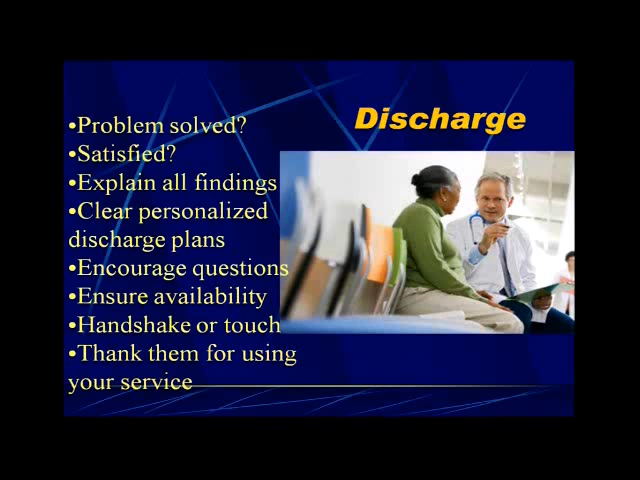 Discharge
•Problem solved?
•Satisfied?
•Explain all findings
•Clear personalized
discharge plans
•Encourage questions
•Ensure availability
•Handshake or touch
•Thank them for using
your service